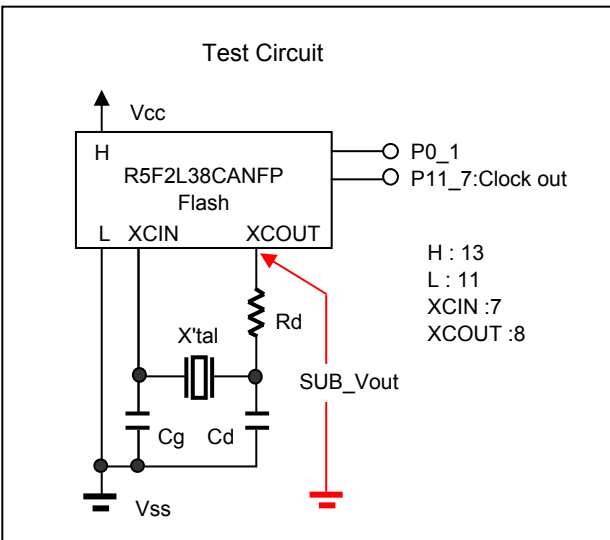 Test Circuit
Vcc
H
R5F2L38CANFP
Flash
L XCIN XCOUT
P0_1
P11_7:Clock out
H : 13
L : 11
XCIN :7
XCOUT :8
Rd
X'tal
SUB_Vout
Cg Cd
Vss